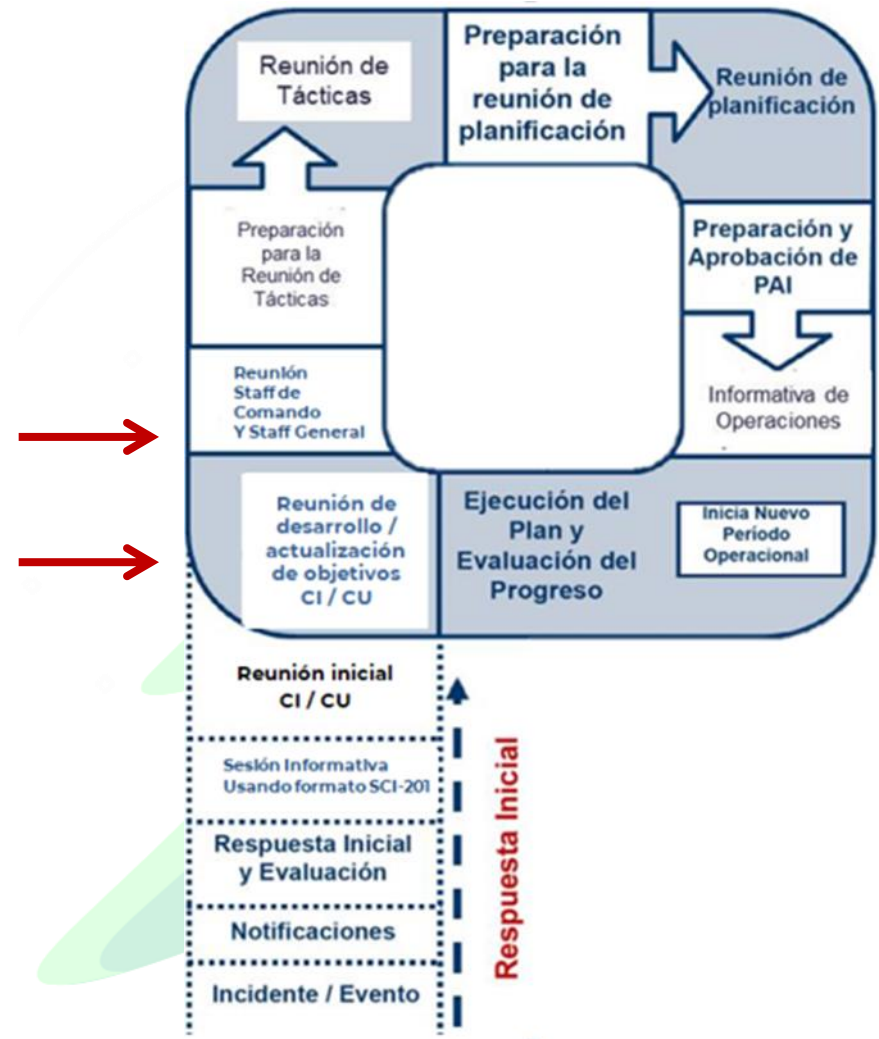 Reunión de
Tácticas
Preparación
para la
reunión de
planificación
Reunión de
planificación
Preparación
para la
Reunión de
Tácticas
Preparación y
Aprobación de
PAI
Reunión
Staff de
Comando
Y Staff General
Informativa de
Operaciones
Reunión de
desarrollo /
actualización
de objetivos
CI / CU
Ejecución del
Plan y
Evaluación del
Progreso
Inicia Nuevo
Período
Operacional
Reunión inicial
CI / CU
Sesión Informativa
Usando formato SCI-201
Respuesta Inicial
y Evaluación
Notificaciones
Incidente / Evento
Respuesta Inicial